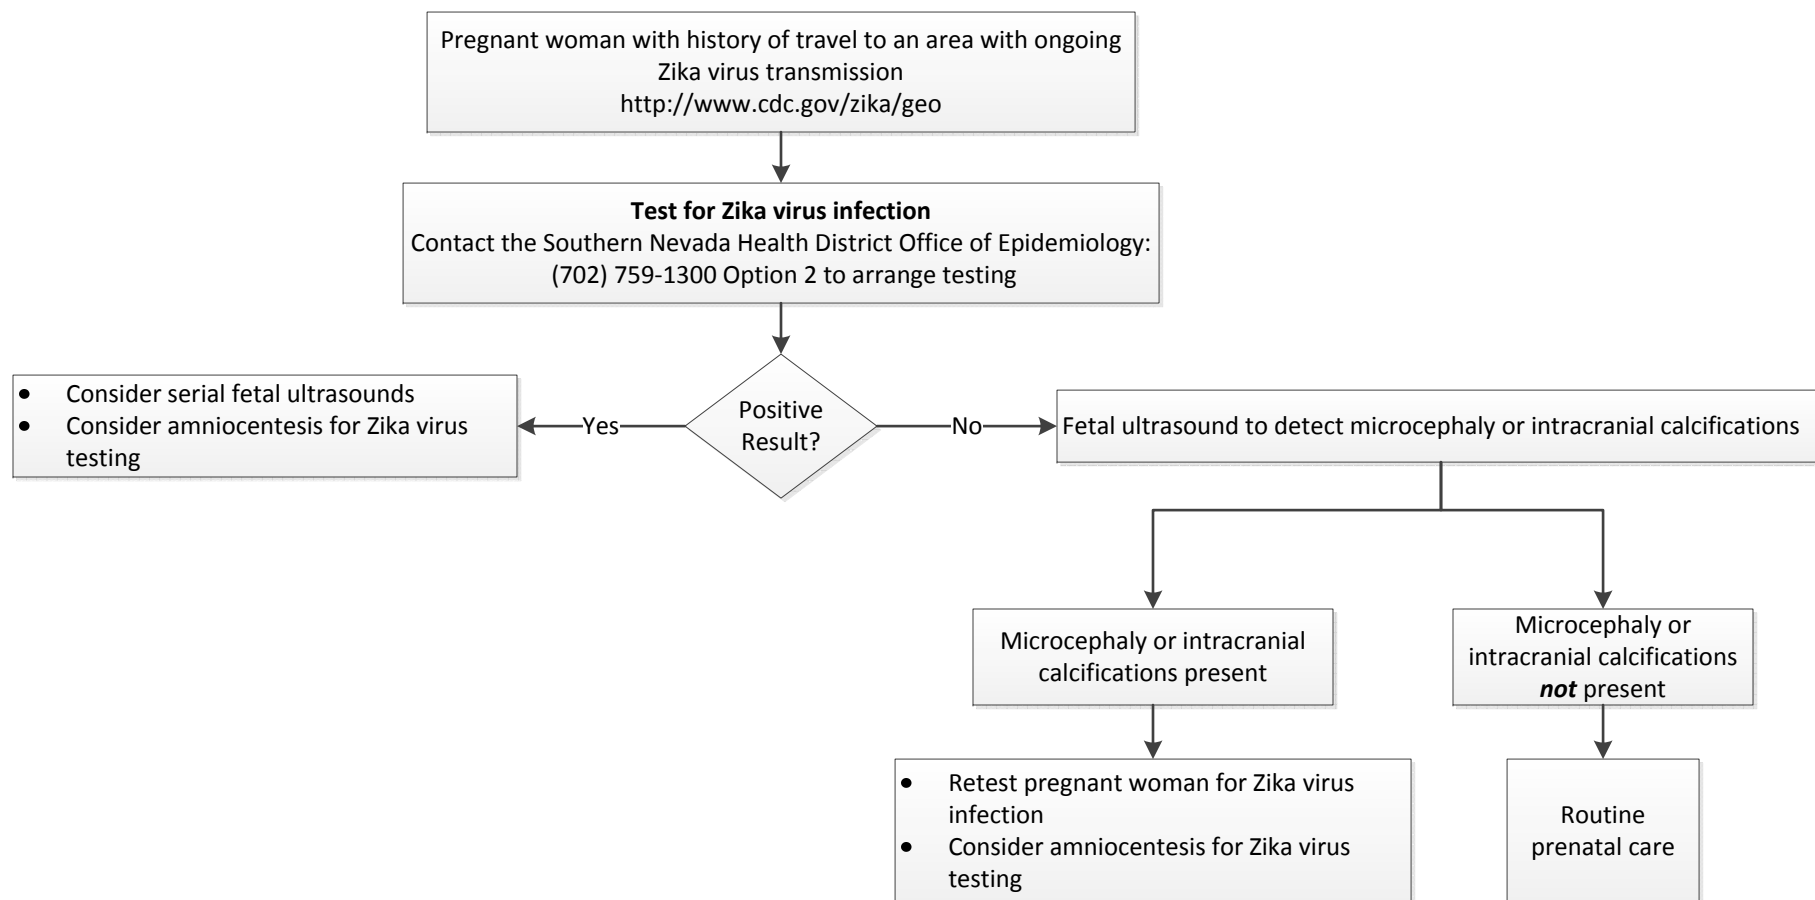 Pregnant woman with history of travel to an area with ongoing
Zika virus transmission
http://www.cdc.gov/zika/geo
Test for Zika virus infection
Contact the Southern Nevada Health District Office of Epidemiology:
(702) 759-1300 Option 2 to arrange testing
• Consider serial fetal ultrasounds
• Consider amniocentesis for Zika virus
testing
Yes
Positive
Result?
No
Fetal ultrasound to detect microcephaly or intracranial calcifications
Microcephaly or intracranial
calcifications present
Microcephaly or
intracranial calcifications
not present
• Retest pregnant woman for Zika virus
infection
• Consider amniocentesis for Zika virus
testing
Routine
prenatal care